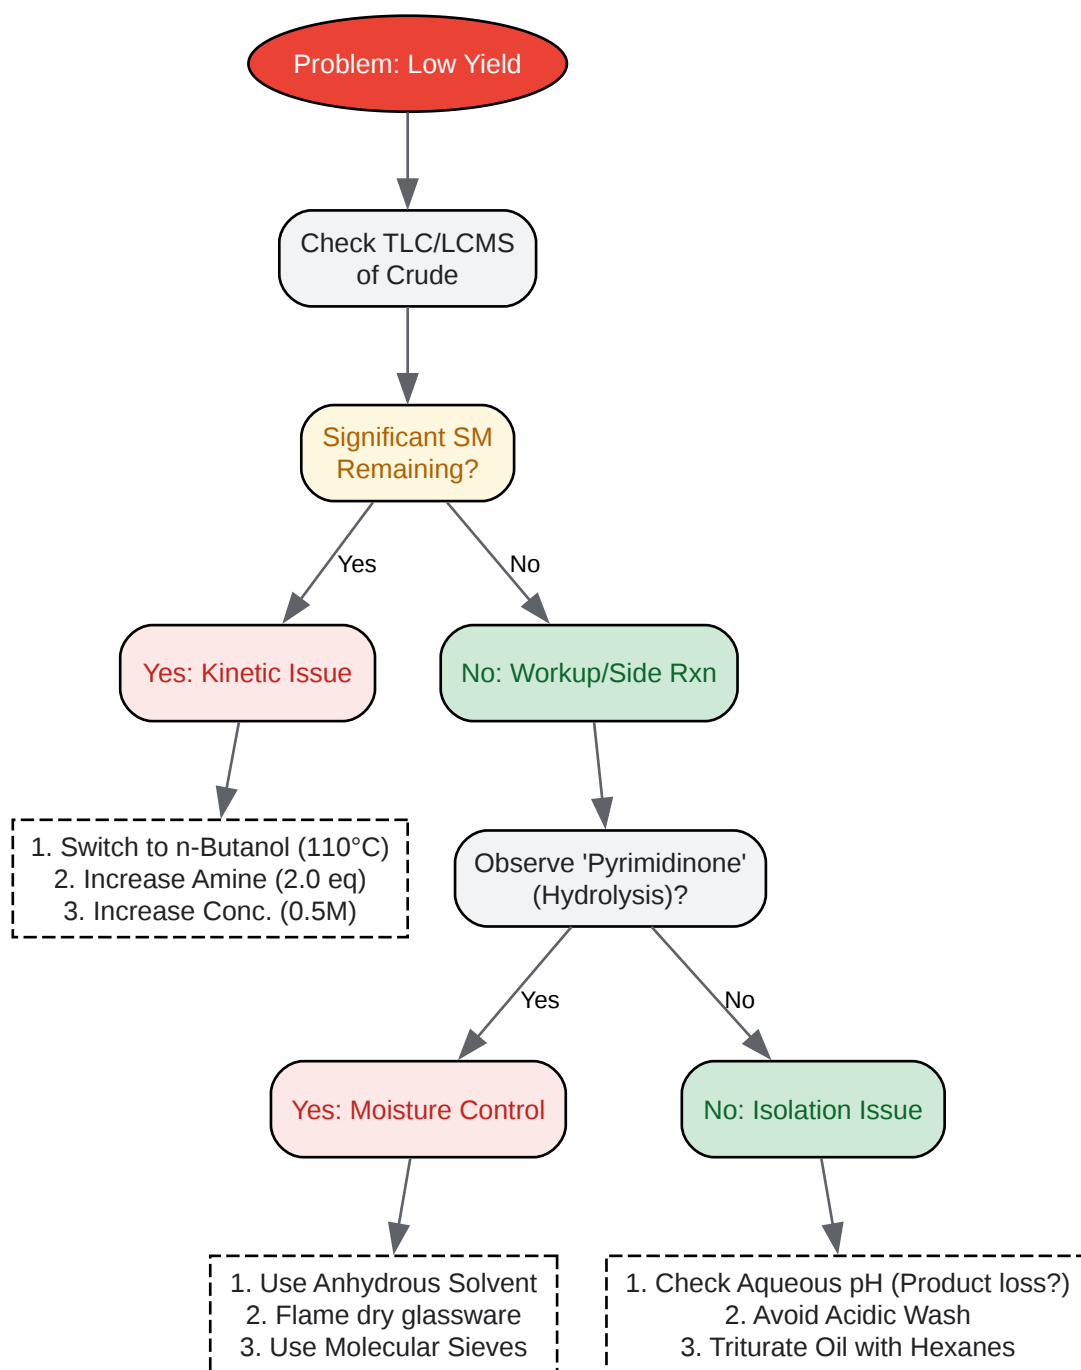 Problem: Low Yield
Check TLC/LCMS
of Crude
Significant SM
Remaining?
Yes
No
Yes: Kinetic Issue
No: Workup/Side Rxn
1. Switch to n-Butanol (110°C)
2. Increase Amine (2.0 eq)
3. Increase Conc. (0.5M)
Observe 'Pyrimidinone'
(Hydrolysis)?
Yes
No
Yes: Moisture Control
No: Isolation Issue
1. Use Anhydrous Solvent
2. Flame dry glassware
3. Use Molecular Sieves
1. Check Aqueous pH (Product loss?)
2. Avoid Acidic Wash
3. Triturate Oil with Hexanes